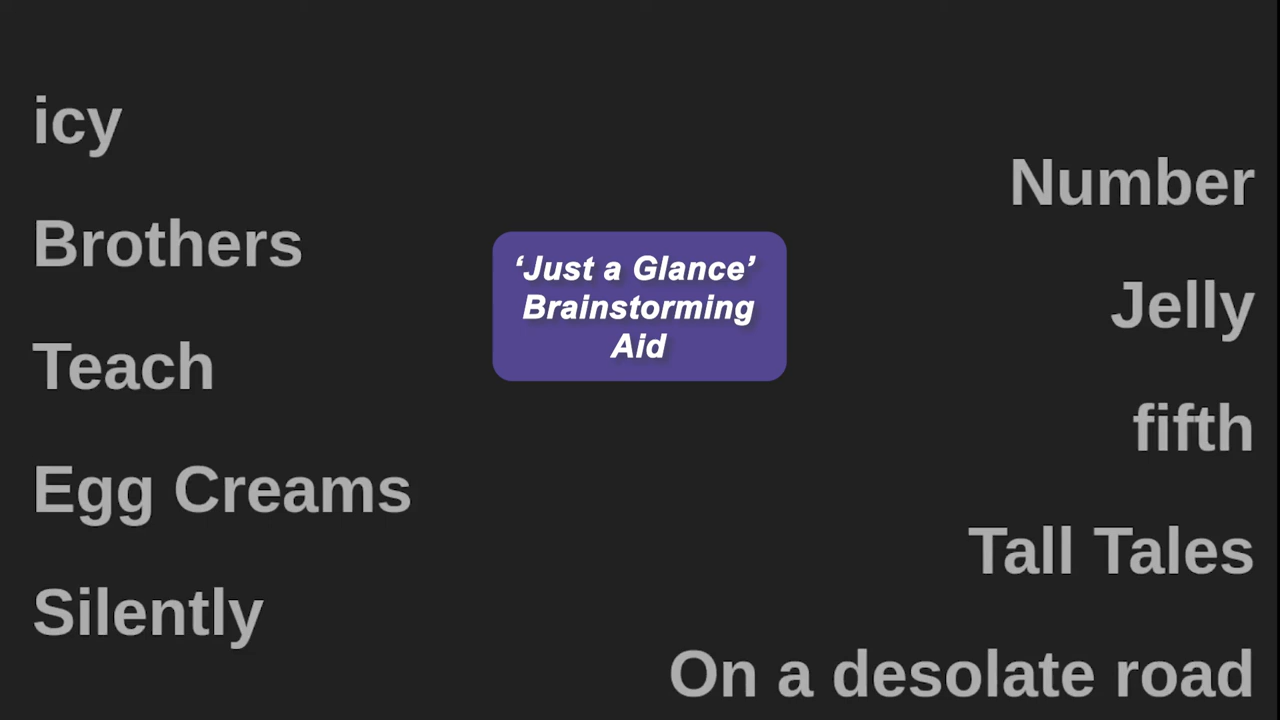 icy
Brothers
Teach
Egg Creams
Silently
‘Just a Glance’
Brainstorming
Aid
Number
Jelly
fifth
Tall Tales
On a desolate road